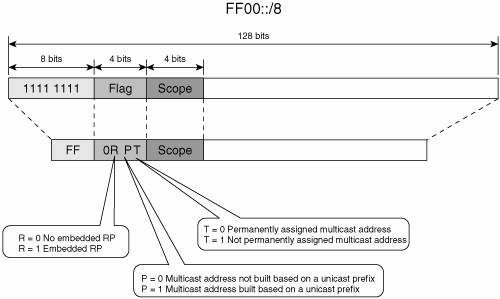 FF00::/8
128 bits
8 bits 4 bits 4 bits
1111 1111 Flag Scope
FF 0R PT Scope
T = 0 Permanently assigned multicast address
T = 1 Not permanently assigned multicast address
R = 0 No embedded RP
R = 1 Embedded RP
P = 0 Multicast address not built based on a unicast prefix
P = 1 Multicast address built based on a unicast prefix